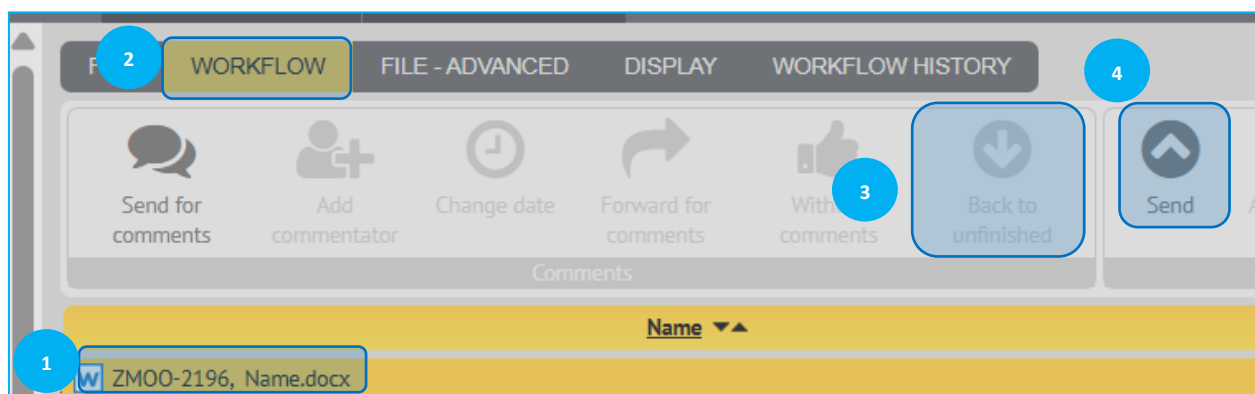 2
WORKFLOW
FILE - ADVANCED
DISPLAY
WORKFLOW HISTORY
4
3
Send for
comments
Add
commentator
Change date
Forward for
comments
comments
Back to
unfinished
Send
Comments
Name
1
W ZMOO-2196, Name.docx